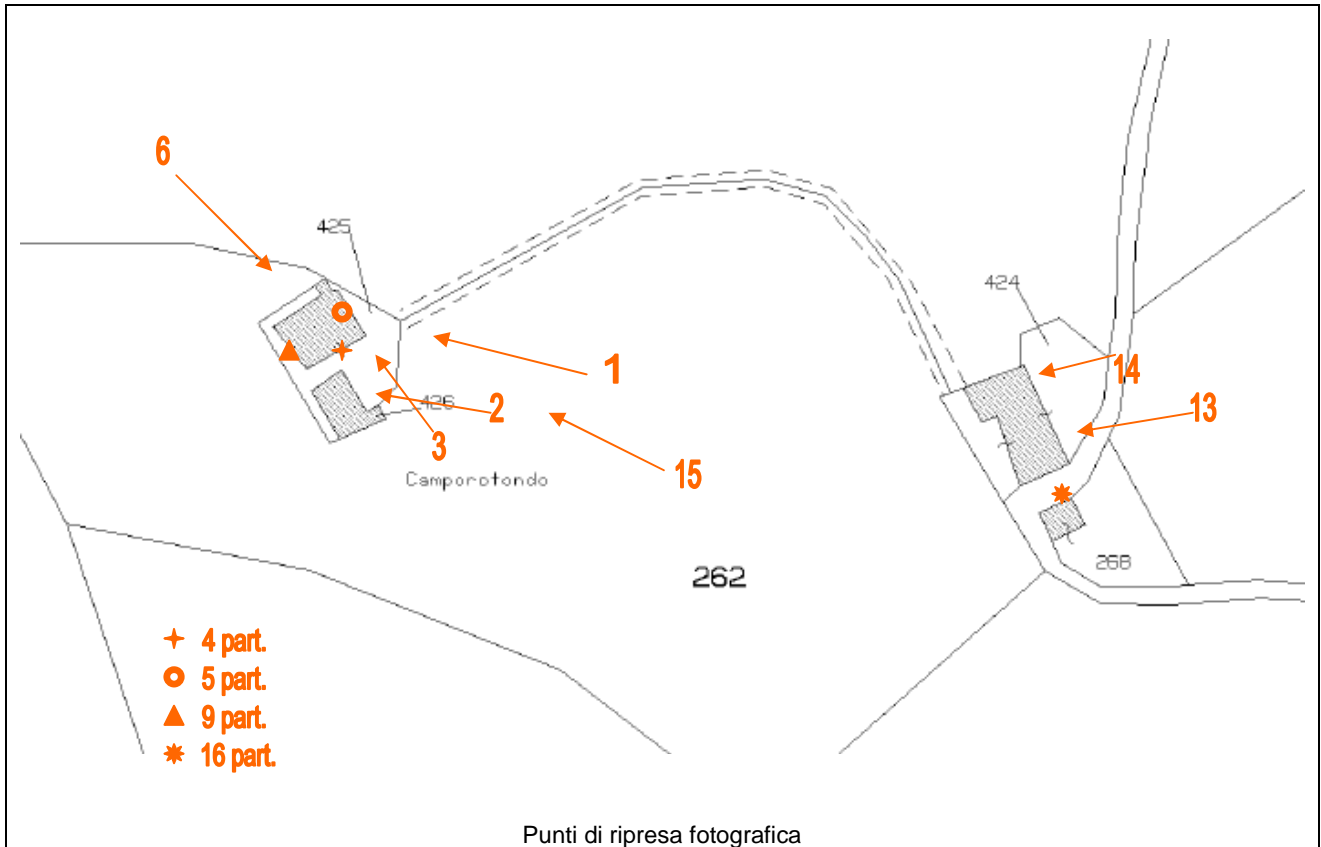 6
425
424
1
14
426
2
13
3
15
Camporotondo
262
268
4 part.
5 part.
9 part.
16 part.
Punti di ripresa fotografica